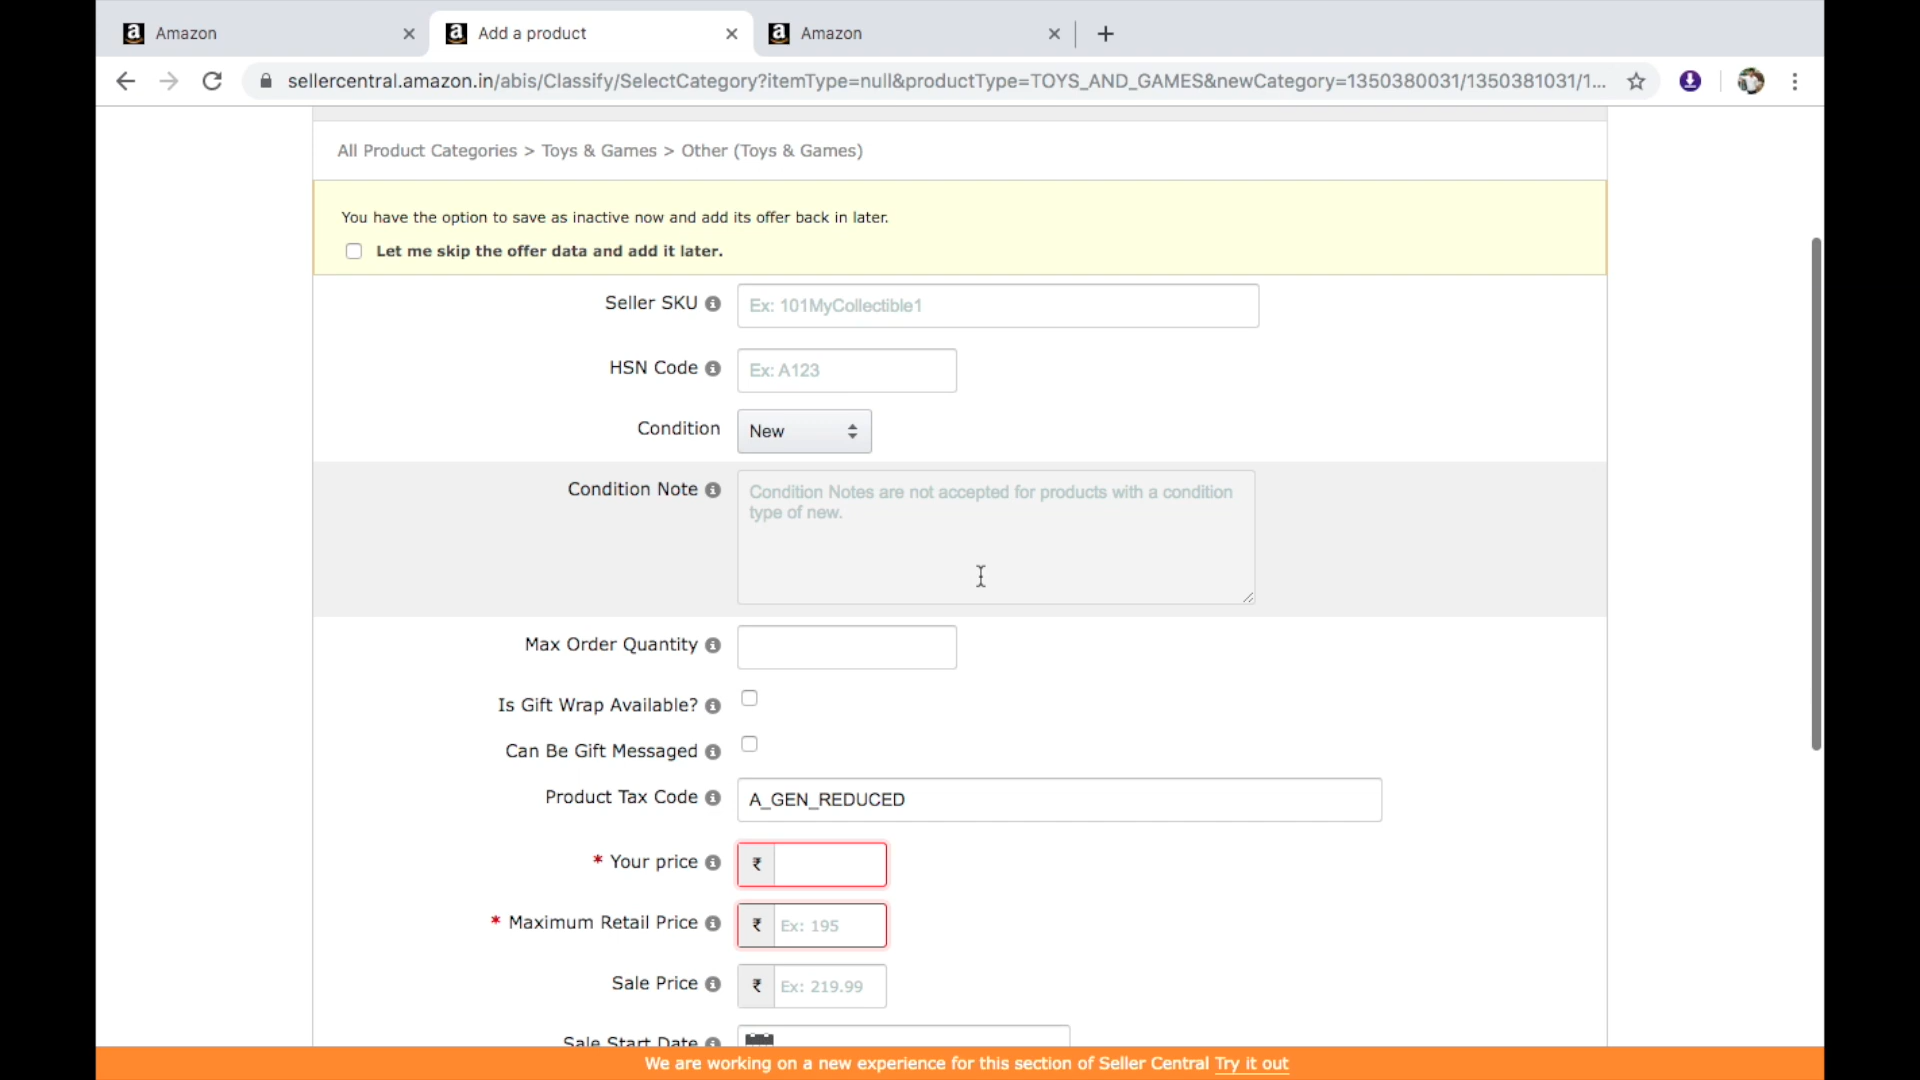 Amazon
Add a product
Amazon
sellercentral.amazon.in/abis/Classify/SelectCategory?itemType=null&productType=TOYS_AND_GAMES&newCategory=1350380031/1350381031/1...
All Product Categories > Toys & Games > Other (Toys & Games)
You have the option to save as inactive now and add its offer back in later.
Let me skip the offer data and add it later.
Seller SKU
Ex: 101MyCollectible1
HSN Code
Ex: A123
Condition
New
Condition Note
Condition Notes are not accepted for products with a condition
type of new.
Max Order Quantity
Is Gift Wrap Available?
Can Be Gift Messaged
Product Tax Code
A_GEN_REDUCED
* Your price
₹
* Maximum Retail Price
₹ Ex: 195
Sale Price
₹ Ex: 219.99
Sale Start Date
We are working on a new experience for this section of Seller Central Try it out